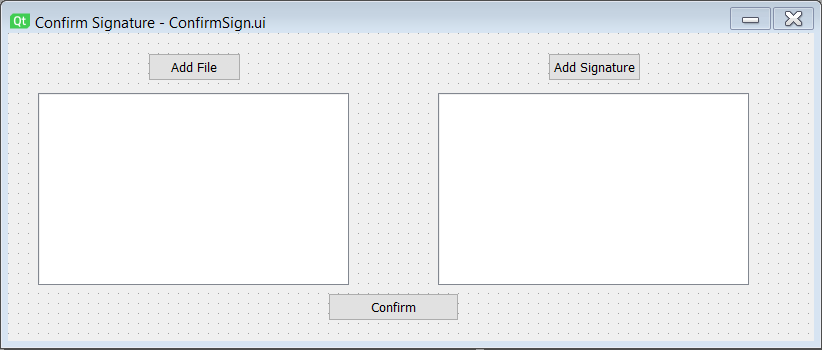 Qt Confirm Signature - ConfirmSign.ui
Add File
Add Signature
Confirm